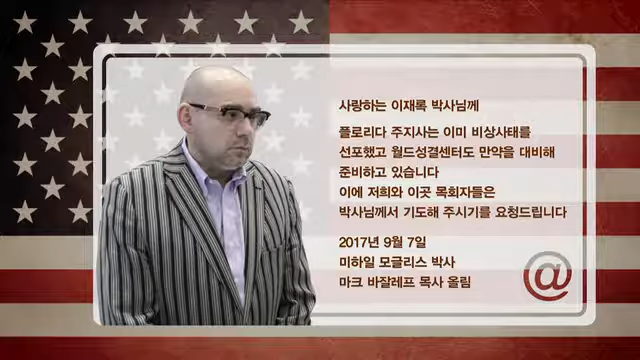 사랑하는 이재록 박사님께
플로리다 주지사는 이미 비상사태를
선포했고 월드성결센터도 만약을 대비해
준비하고 있습니다
이에 저희와 이곳 목회자들은
박사님께서 기도해 주시기를 요청드립니다
2017년 9월 7일
미하일 모글리스 박사
마크 바잘레프 목사 올림
@